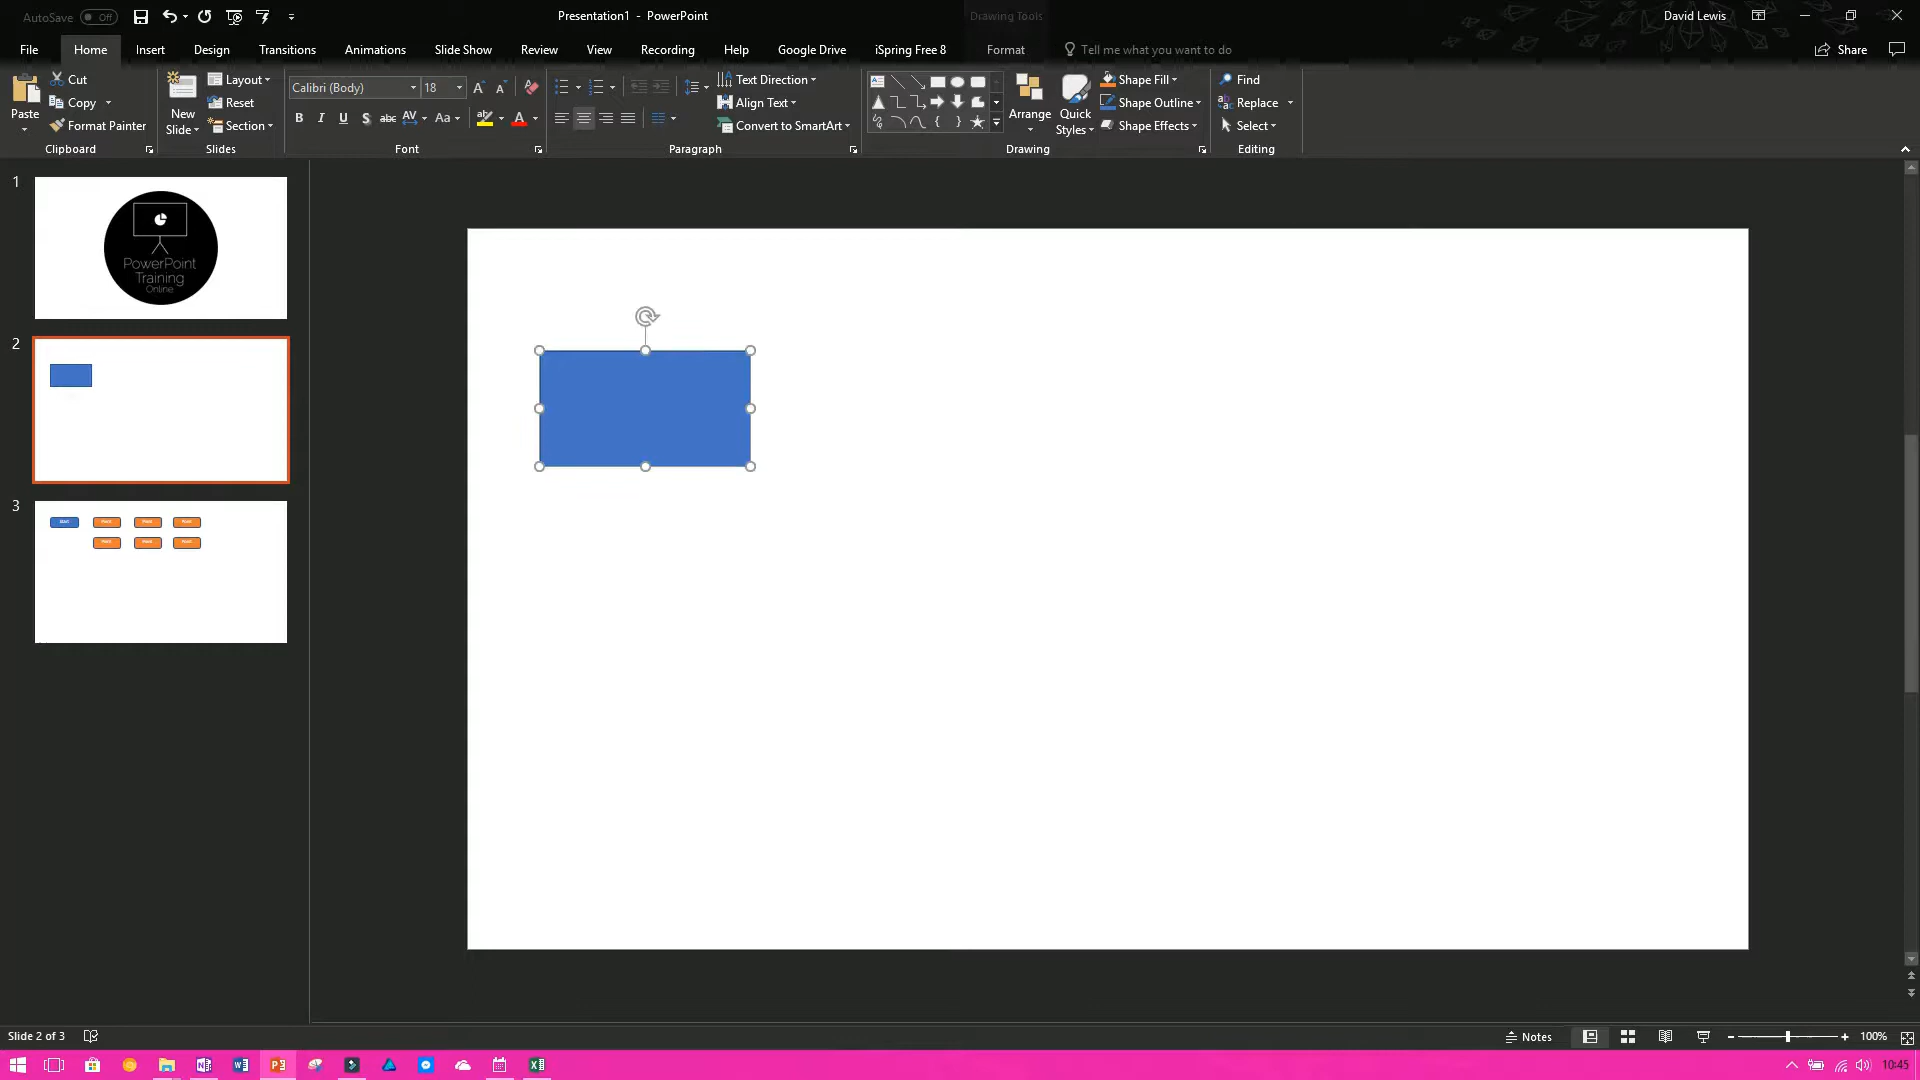 AutoSave Off
Presentation1 - PowerPoint
Drawing Tools
David Lewis
File Home Insert Design Transitions Animations Slide Show Review View Recording Help Google Drive iSpring Free 8 Format Tell me what you want to do
Share
Paste
Cut
Copy
Format Painter
Clipboard
New
Slide
Layout
Reset
Section
Slides
Calibri (Body) 18
B I U S abc AV Aa A
Font
Text Direction
Align Text
Convert to SmartArt
Paragraph
Arrange
Quick
Styles
Shape Fill
Shape Outline
Shape Effects
Drawing
Find
Replace
Select
Editing
1
PowerPoint
Training
Online
2
3
Start
Slide 2 of 3
Notes
100%
10:45